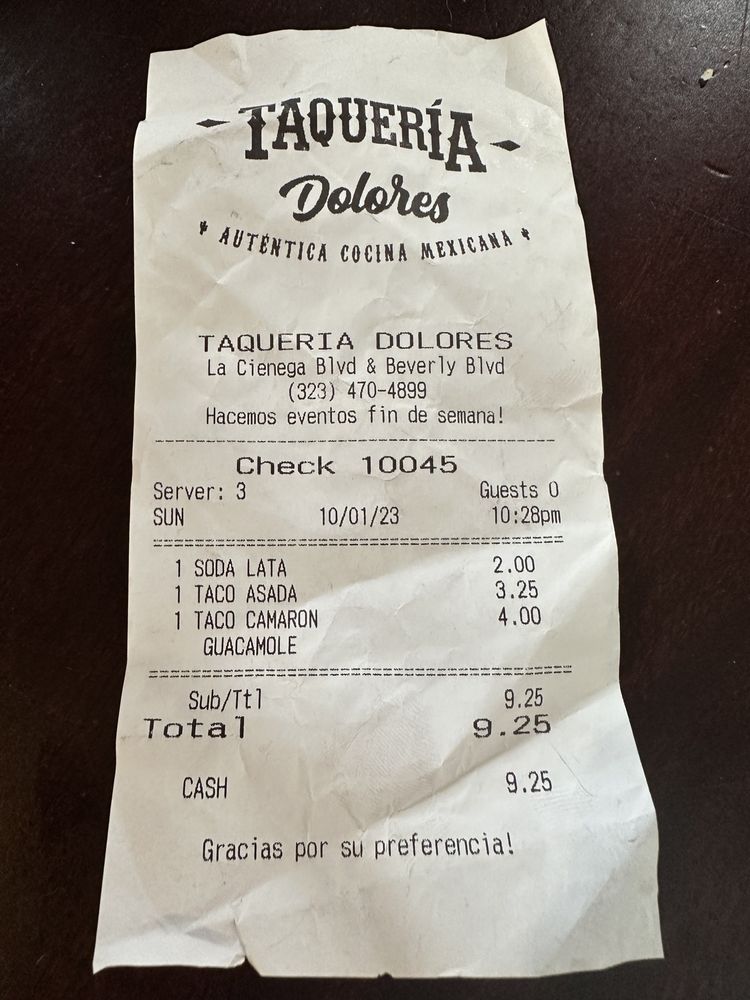 TAQUERÍA
Dolores
AUTÉNTICA COCINA MEXICANA
TAQUERIA DOLORES
La Cienega Blvd & Beverly Blvd
(323) 470-4899
Hacemos eventos fin de semana!
Check 10045
Server: 3 Guests 0
SUN 10/01/23 10:28pm
1 SODA LATA 2.00
1 TACO ASADA 3.25
1 TACO CAMARON 4.00
GUACAMOLE
Sub/Ttl 9.25
Total 9.25
CASH 9.25
Gracias por su preferencia!